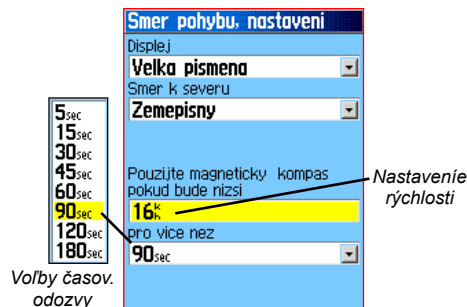 Smer pohybu, nastaveni
Displej
Velka pismena
Smer k severu
Zemepisny
Pouzijte magneticky kompas
pokud bude nizsi
16 k/h
pro vice nez
90sec
5sec
15sec
30sec
45sec
60sec
90sec
120sec
180sec
Voľby časov.
odozvy
Nastavenie
rýchlosti